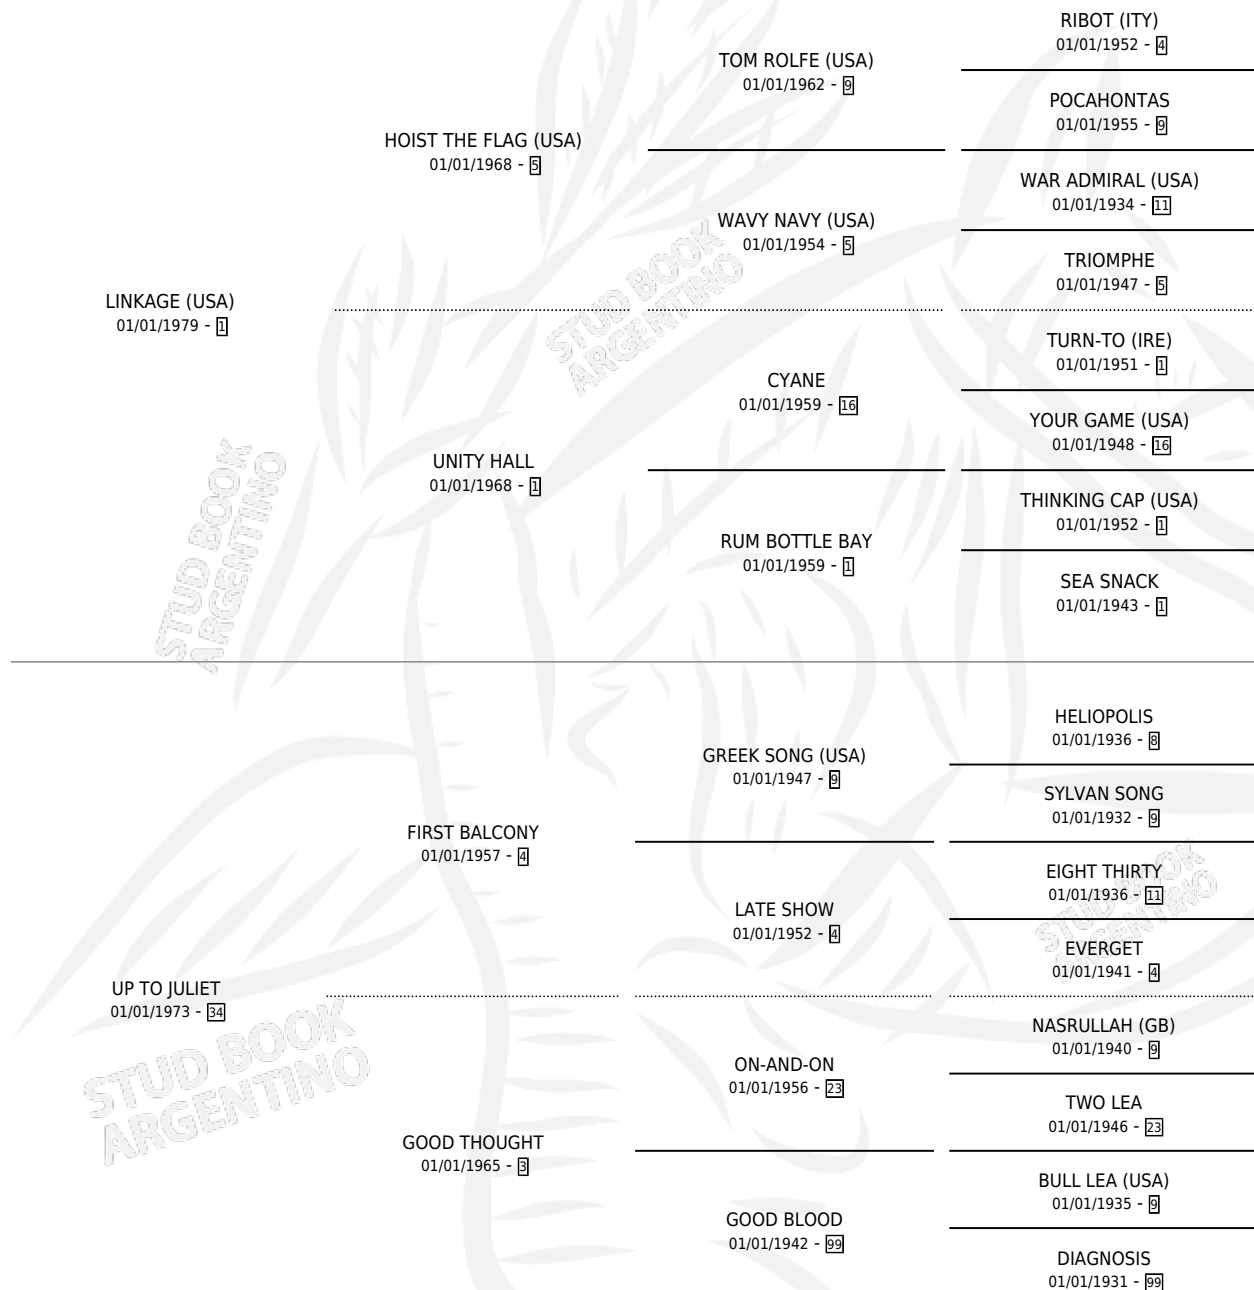 RIBOT (ITY)
01/01/1952 - 4
TOM ROLFE (USA)
01/01/1962 - 9
POCAHONTAS
01/01/1955 - 9
HOIST THE FLAG (USA)
01/01/1968 - 5
WAR ADMIRAL (USA)
01/01/1934 - 11
WAVY NAVY (USA)
01/01/1954 - 5
TRIOMPHE
01/01/1947 - 5
LINKAGE (USA)
01/01/1979 - 1
TURN-TO (IRE)
01/01/1951 - 1
CYANE
01/01/1959 - 16
YOUR GAME (USA)
01/01/1948 - 16
UNITY HALL
01/01/1968 - 1
THINKING CAP (USA)
01/01/1952 - 1
RUM BOTTLE BAY
01/01/1959 - 1
SEA SNACK
01/01/1943 - 1
HELIOPOLIS
01/01/1936 - 8
GREEK SONG (USA)
01/01/1947 - 9
SYLVAN SONG
01/01/1932 - 9
FIRST BALCONY
01/01/1957 - 4
EIGHT THIRTY
01/01/1936 - 11
LATE SHOW
01/01/1952 - 4
EVERGET
01/01/1941 - 4
UP TO JULIET
01/01/1973 - 34
NASRULLAH (GB)
01/01/1940 - 9
ON-AND-ON
01/01/1956 - 23
TWO LEA
01/01/1946 - 23
GOOD THOUGHT
01/01/1965 - 3
BULL LEA (USA)
01/01/1935 - 9
GOOD BLOOD
01/01/1942 - 99
DIAGNOSIS
01/01/1931 - 99
STUD BOOK
ARGENTINO
STUD BOOK
ARGENTINO
STUD BOOK
ARGENTINO
STUD BOOK
ARGENTINO